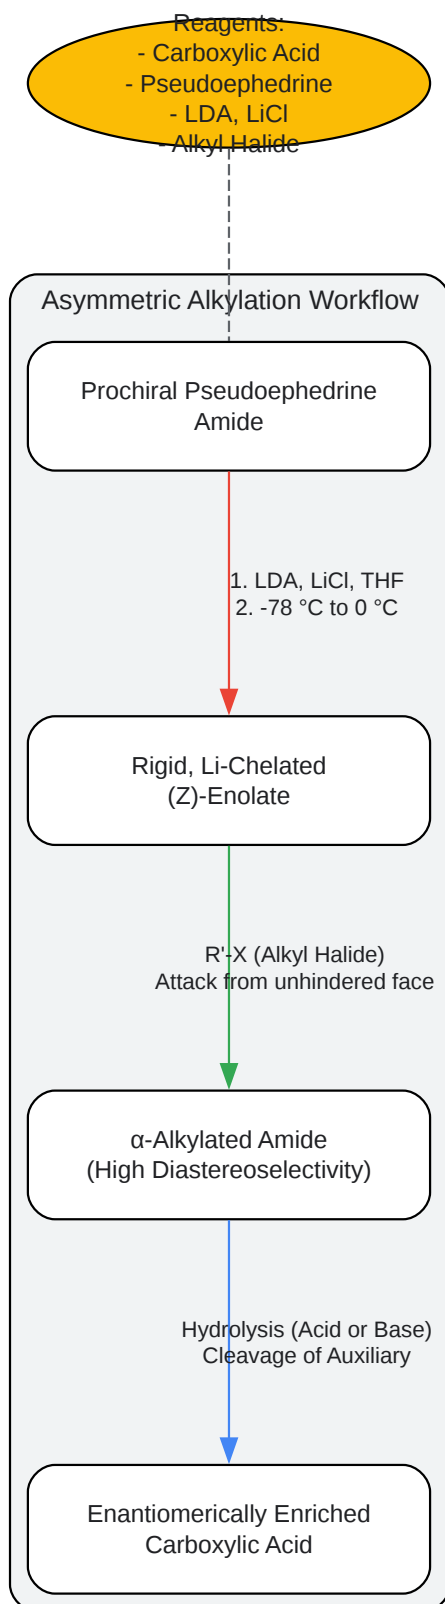 Reagents:
- Carboxylic Acid
- Pseudoephedrine
- LDA, LiCl
- Alkyl Halide
Asymmetric Alkylation Workflow
Prochiral Pseudoephedrine
Amide
1. LDA, LiCl, THF
2. -78 °C to 0 °C
Rigid, Li-Chelated
(Z)-Enolate
R'-X (Alkyl Halide)
Attack from unhindered face
α-Alkylated Amide
(High Diastereoselectivity)
Hydrolysis (Acid or Base)
Cleavage of Auxiliary
Enantiomerically Enriched
Carboxylic Acid